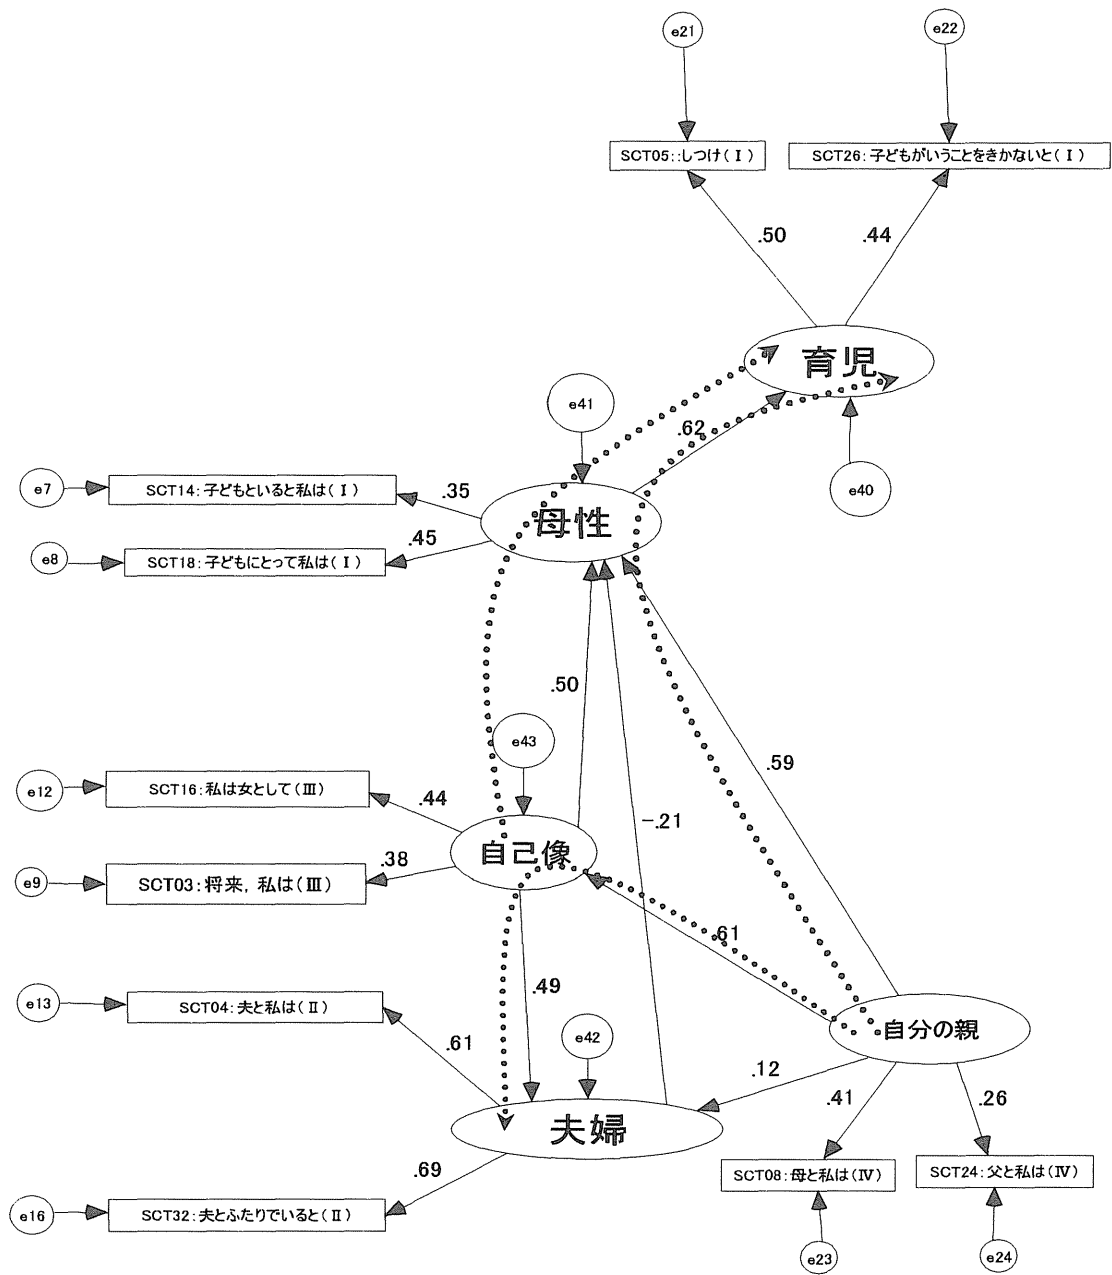 e21
e22
SCT05::しつけ(Ⅰ)
SCT26:子どもがいうことをきかないと(Ⅰ)
.50
.44
育児
e41
.62
e40
e7
SCT14:子どもといると私は(Ⅰ)
.35
母性
e8
SCT18:子どもにとって私は(Ⅰ)
.45
.50
e43
.59
e12
SCT16:私は女として(Ⅲ)
.44
-.21
自己像
e9
SCT03:将来,私は(Ⅲ)
.38
.61
.49
e13
SCT04:夫と私は(Ⅱ)
.61
e42
自分の親
.12
.41
.26
夫婦
.69
SCT08:母と私は(Ⅳ)
SCT24:父と私は(Ⅳ)
e16
SCT32:夫とふたりでいると(Ⅱ)
e23
e24